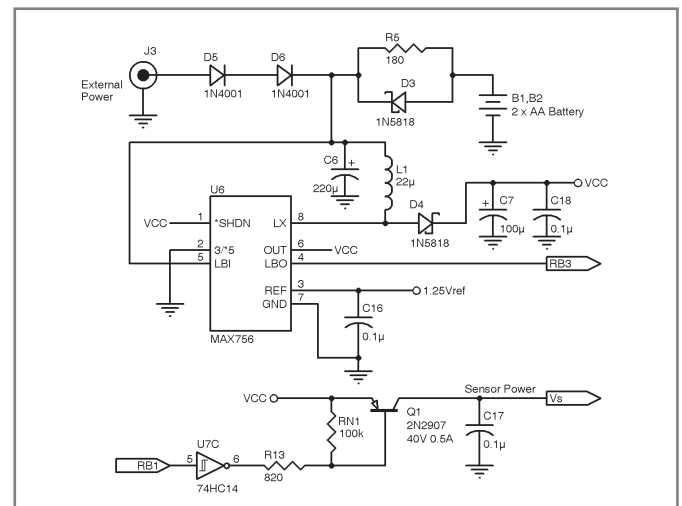 J3
External
Power
D5
1N4001
D6
1N4001
R5
180
D3
1N5818
B1,B2
2 x AA Battery
C6
+
220µ
L1
22µ
D4
1N5818
VCC
+
C7
100µ
C18
0.1µ
U6
VCC
1
*SHDN
LX
8
2
3/*5
OUT
6
VCC
5
LBI
LBO
4
RB3
REF
3
1.25Vref
GND
7
MAX756
C16
0.1µ
VCC
RN1
100k
Q1
2N2907
40V 0.5A
Sensor Power
Vs
C17
0.1µ
RB1
5
U7C
6
74HC14
R13
820